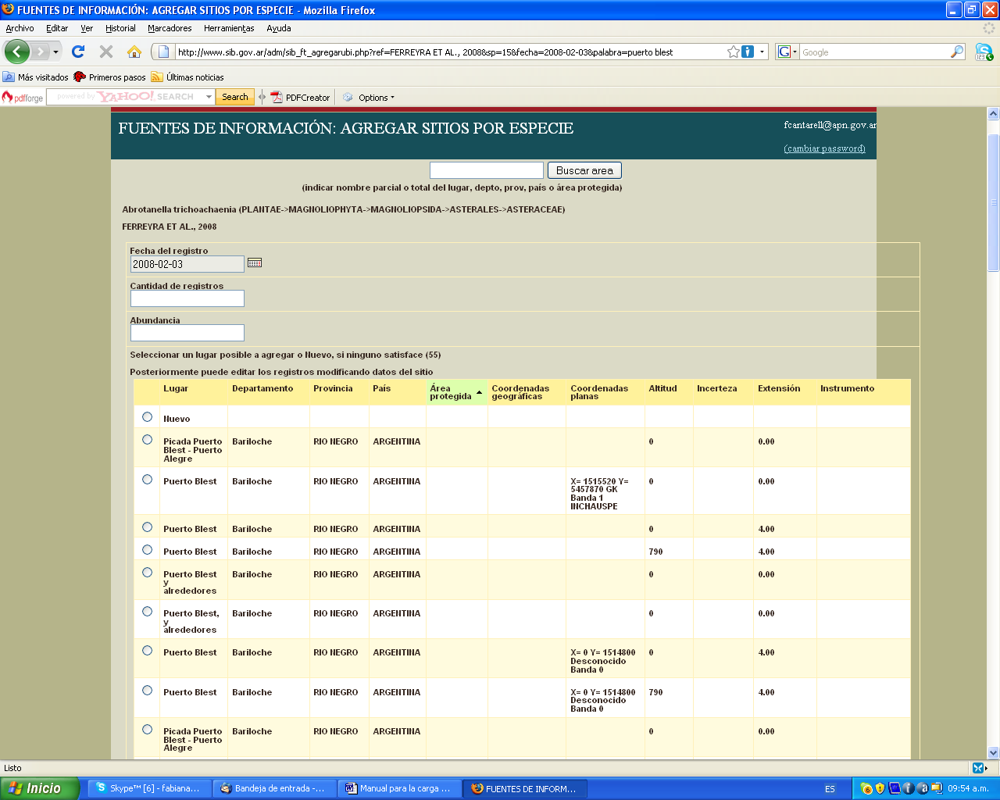 FUENTES DE INFORMACIÓN: AGREGAR SITIOS POR ESPECIE - Mozilla Firefox
Archivo Editar Ver Historial Marcadores Herramientas Ayuda
http://www.sib.gov.ar/adm/sib_ft_agregarubi.php?ref=FERREYRA ET AL., 2008&sp=15&fecha=2008-02-03&palabra=puerto blest
Google
Más visitados Primeros pasos Últimas noticias
pdfforge powered by YAHOO! SEARCH Search PDFCreator Options
FUENTES DE INFORMACIÓN: AGREGAR SITIOS POR ESPECIE
fcantarell@apn.gov.ar
(cambiar password)
Buscar area
(indicar nombre parcial o total del lugar, depto, prov, país o área protegida)
Abrotanella trichoachaenia (PLANTAE->MAGNOLIOPHYTA->MAGNOLIOPSIDA->ASTERALES->ASTERACEAE)
FERREYRA ET AL., 2008
Fecha del registro
2008-02-03
Cantidad de registros
Abundancia
Seleccionar un lugar posible a agregar o Nuevo, si ninguno satisface (55)
Posteriormente puede editar los registros modificando datos del sitio
Lugar Departamento Provincia País Área protegida Coordenadas geográficas Coordenadas planas Altitud Incerteza Extensión Instrumento
Nuevo
Picada Puerto Blest - Puerto Alegre Bariloche RIO NEGRO ARGENTINA 0 0.00
Puerto Blest Bariloche RIO NEGRO ARGENTINA X= 1515520 Y= 5457870 GK Banda 1 INCHAUSPE 0 0.00
Puerto Blest Bariloche RIO NEGRO ARGENTINA 0 4.00
Puerto Blest Bariloche RIO NEGRO ARGENTINA 790 4.00
Puerto Blest y alrededores Bariloche RIO NEGRO ARGENTINA 0 0.00
Puerto Blest, y alrededores Bariloche RIO NEGRO ARGENTINA 0 0.00
Puerto Blest Bariloche RIO NEGRO ARGENTINA X= 0 Y= 1514800 Desconocido Banda 0 0 4.00
Puerto Blest Bariloche RIO NEGRO ARGENTINA X= 0 Y= 1514800 Desconocido Banda 0 790 4.00
Picada Puerto Blest - Puerto Alegre Bariloche RIO NEGRO ARGENTINA 0 0.00
Listo
Inicio Skype™ [6] - fabiana... Bandeja de entrada -... Manual para la carga ... FUENTES DE INFORM... ES 09:54 a.m.